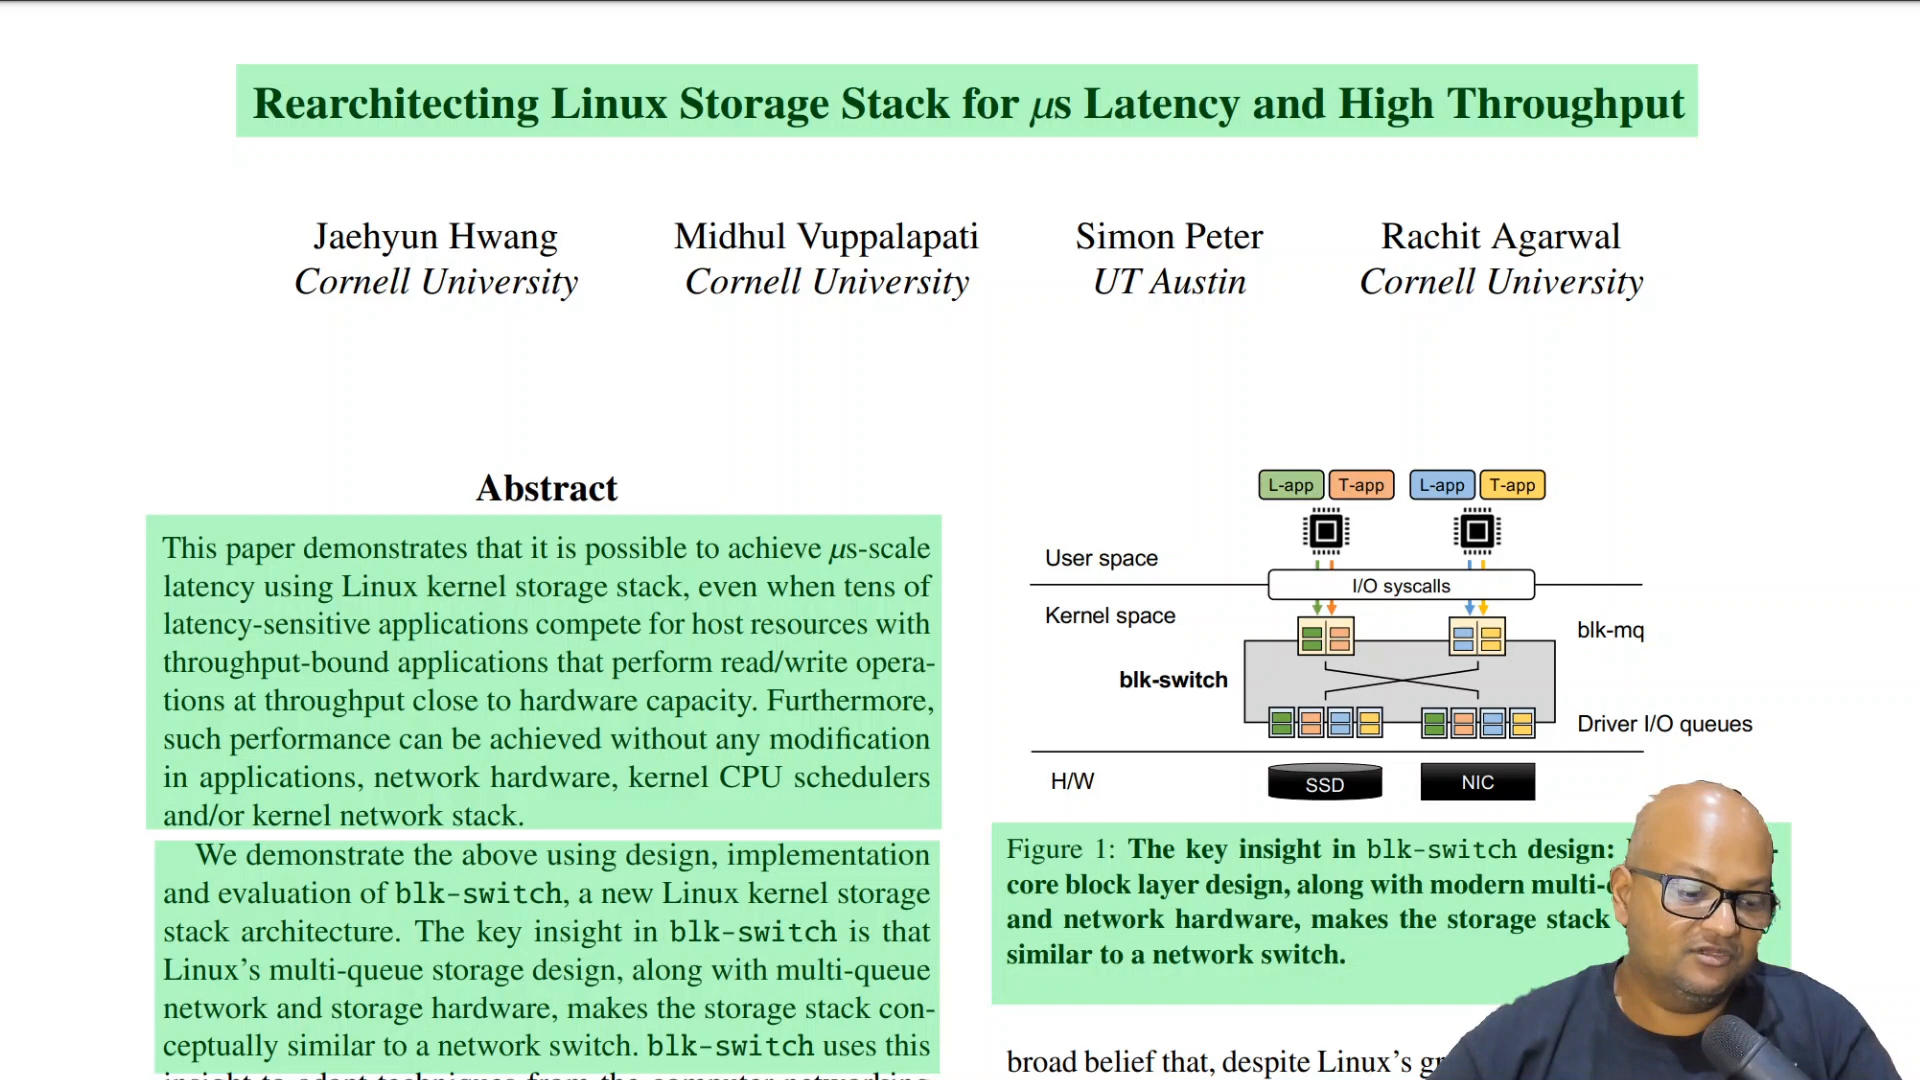 Rearchitecting Linux Storage Stack for µs Latency and High Throughput
Jaehyun Hwang
Cornell University
Midhul Vuppalapati
Cornell University
Simon Peter
UT Austin
Rachit Agarwal
Cornell University
Abstract
This paper demonstrates that it is possible to achieve µs-scale
latency using Linux kernel storage stack, even when tens of
latency-sensitive applications compete for host resources with
throughput-bound applications that perform read/write opera-
tions at throughput close to hardware capacity. Furthermore,
such performance can be achieved without any modification
in applications, network hardware, kernel CPU schedulers
and/or kernel network stack.
We demonstrate the above using design, implementation
and evaluation of blk-switch, a new Linux kernel storage
stack architecture. The key insight in blk-switch is that
Linux’s multi-queue storage design, along with multi-queue
network and storage hardware, makes the storage stack con-
ceptually similar to a network switch. blk-switch uses this
insight to adapt techniques from the computer networking
L-app T-app L-app T-app
User space
I/O syscalls
Kernel space
blk-mq
blk-switch
Driver I/O queues
H/W
SSD
NIC
Figure 1: The key insight in blk-switch design:
core block layer design, along with modern multi-
and network hardware, makes the storage stack
similar to a network switch.
broad belief that, despite Linux’s